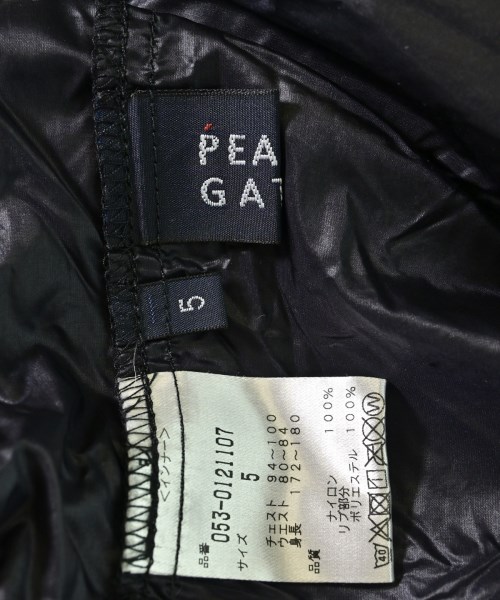 PEA
GAT
5
<インナー>
品番 053-0121107
サイズ 5
チェスト 94～100
ウエスト 80～84
身長 172～180
品質
ナイロン 100%
リブ部分
ポリエステル 100%
40
W